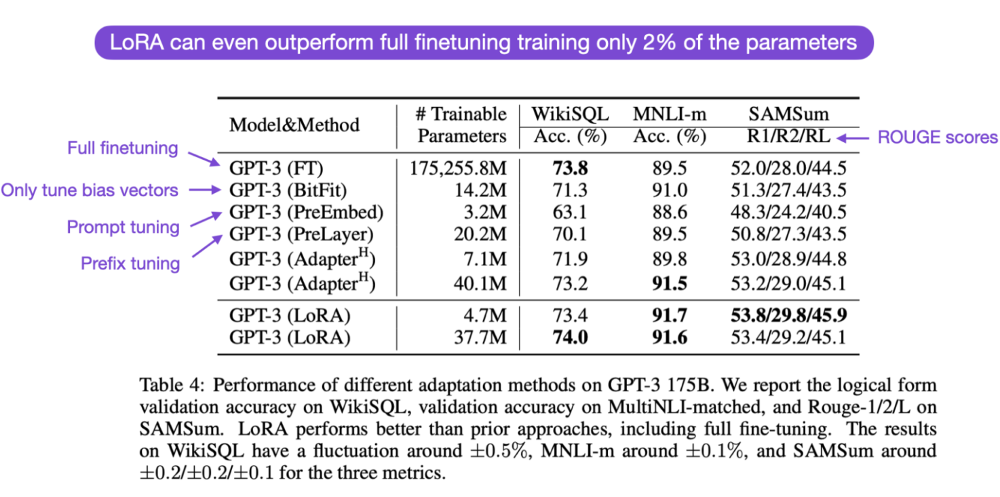 LoRA can even outperform full finetuning training only 2% of the parameters
Model&Method # Trainable Parameters WikiSQL MNLI-m SAMSum
Acc. (%) Acc. (%) R1/R2/RL ROUGE scores
Full finetuning
GPT-3 (FT) 175,255.8M 73.8 89.5 52.0/28.0/44.5
Only tune bias vectors GPT-3 (BitFit) 14.2M 71.3 91.0 51.3/27.4/43.5
GPT-3 (PreEmbed) 3.2M 63.1 88.6 48.3/24.2/40.5
Prompt tuning
GPT-3 (PreLayer) 20.2M 70.1 89.5 50.8/27.3/43.5
Prefix tuning
GPT-3 (Adapterᴴ) 7.1M 71.9 89.8 53.0/28.9/44.8
GPT-3 (Adapterᴴ) 40.1M 73.2 91.5 53.2/29.0/45.1
GPT-3 (LoRA) 4.7M 73.4 91.7 53.8/29.8/45.9
GPT-3 (LoRA) 37.7M 74.0 91.6 53.4/29.2/45.1
Table 4: Performance of different adaptation methods on GPT-3 175B. We report the logical form
validation accuracy on WikiSQL, validation accuracy on MultiNLI-matched, and Rouge-1/2/L on
SAMSum. LoRA performs better than prior approaches, including full fine-tuning. The results
on WikiSQL have a fluctuation around ±0.5%, MNLI-m around ±0.1%, and SAMSum around
±0.2/±0.2/±0.1 for the three metrics.